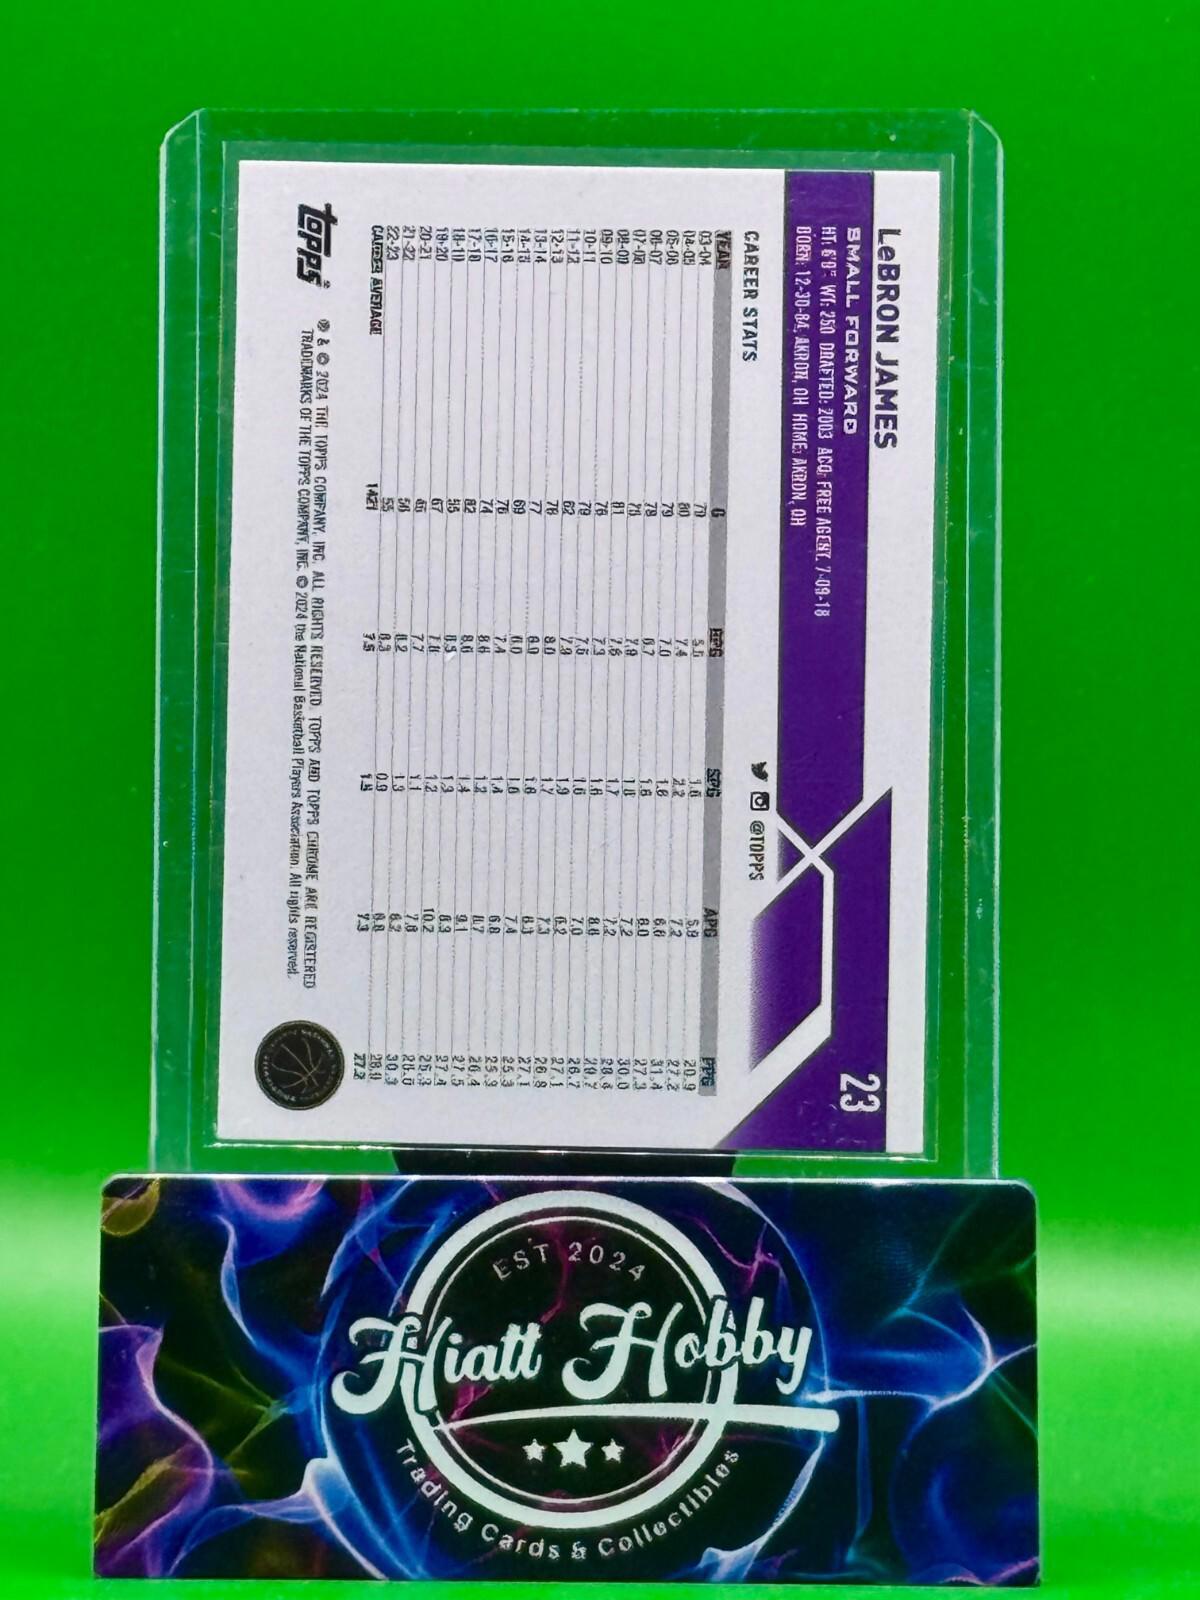 LeBRON JAMES
SMALL FORWARD
HT: 6'9" WT: 250 DRAFTED: 2003 ACQ: FREE AGENT, 7-09-18
BORN: 12-30-84, AKRON, OH HOME: AKRON, OH
23
CAREER STATS
@TOPPS
YEAR G RPG SPG APG PPG
03-04 79 5.5 1.6 5.9 20.9
04-05 80 7.4 2.2 7.2 27.2
05-06 79 7.0 1.6 6.6 31.4
06-07 78 6.7 1.6 6.0 27.3
07-08 75 7.9 1.8 7.2 30.0
08-09 81 7.6 1.7 7.2 28.4
09-10 76 7.3 1.6 8.6 29.7
10-11 79 7.5 1.6 7.0 26.7
11-12 62 7.9 1.9 6.2 27.1
12-13 76 8.0 1.7 7.3 26.8
13-14 77 6.9 1.6 6.3 27.1
14-15 69 6.0 1.6 7.4 25.3
15-16 76 7.4 1.4 6.8 25.3
16-17 74 8.6 1.2 8.7 26.4
17-18 82 8.6 1.4 9.1 27.5
18-19 55 8.5 1.3 8.3 27.4
19-20 67 7.8 1.2 10.2 25.3
20-21 45 7.7 1.1 7.8 25.0
21-22 56 8.2 1.3 6.2 30.3
22-23 55 8.3 0.9 6.8 28.9
CAREER AVERAGE 1421 7.5 1.5 7.3 27.2
topps®
® & © 2024 THE TOPPS COMPANY, INC. ALL RIGHTS RESERVED. TOPPS AND TOPPS CHROME ARE REGISTERED
TRADEMARKS OF THE TOPPS COMPANY, INC. © 2024 the National Basketball Players Association. All rights reserved.
EST 2024
Hiatt Hobby
Trading Cards & Collectibles